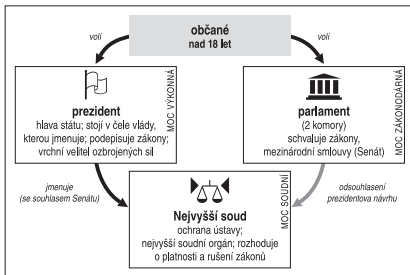 občané
nad 18 let
volí
volí
prezident
hlava státu; stojí v čele vlády,
kterou jmenuje; podepisuje zákony;
vrchní velitel ozbrojených sil
MOC VÝKONNÁ
parlament
(2 komory)
schvaluje zákony,
mezinárodní smlouvy (Senát)
MOC ZÁKONODÁRNÁ
jmenuje
(se souhlasem Senátu)
odsouhlasení
prezidentova návrhu
Nejvyšší soud
ochrana ústavy;
nejvyšší soudní orgán; rozhoduje
o platnosti a rušení zákonů
MOC SOUDNÍ